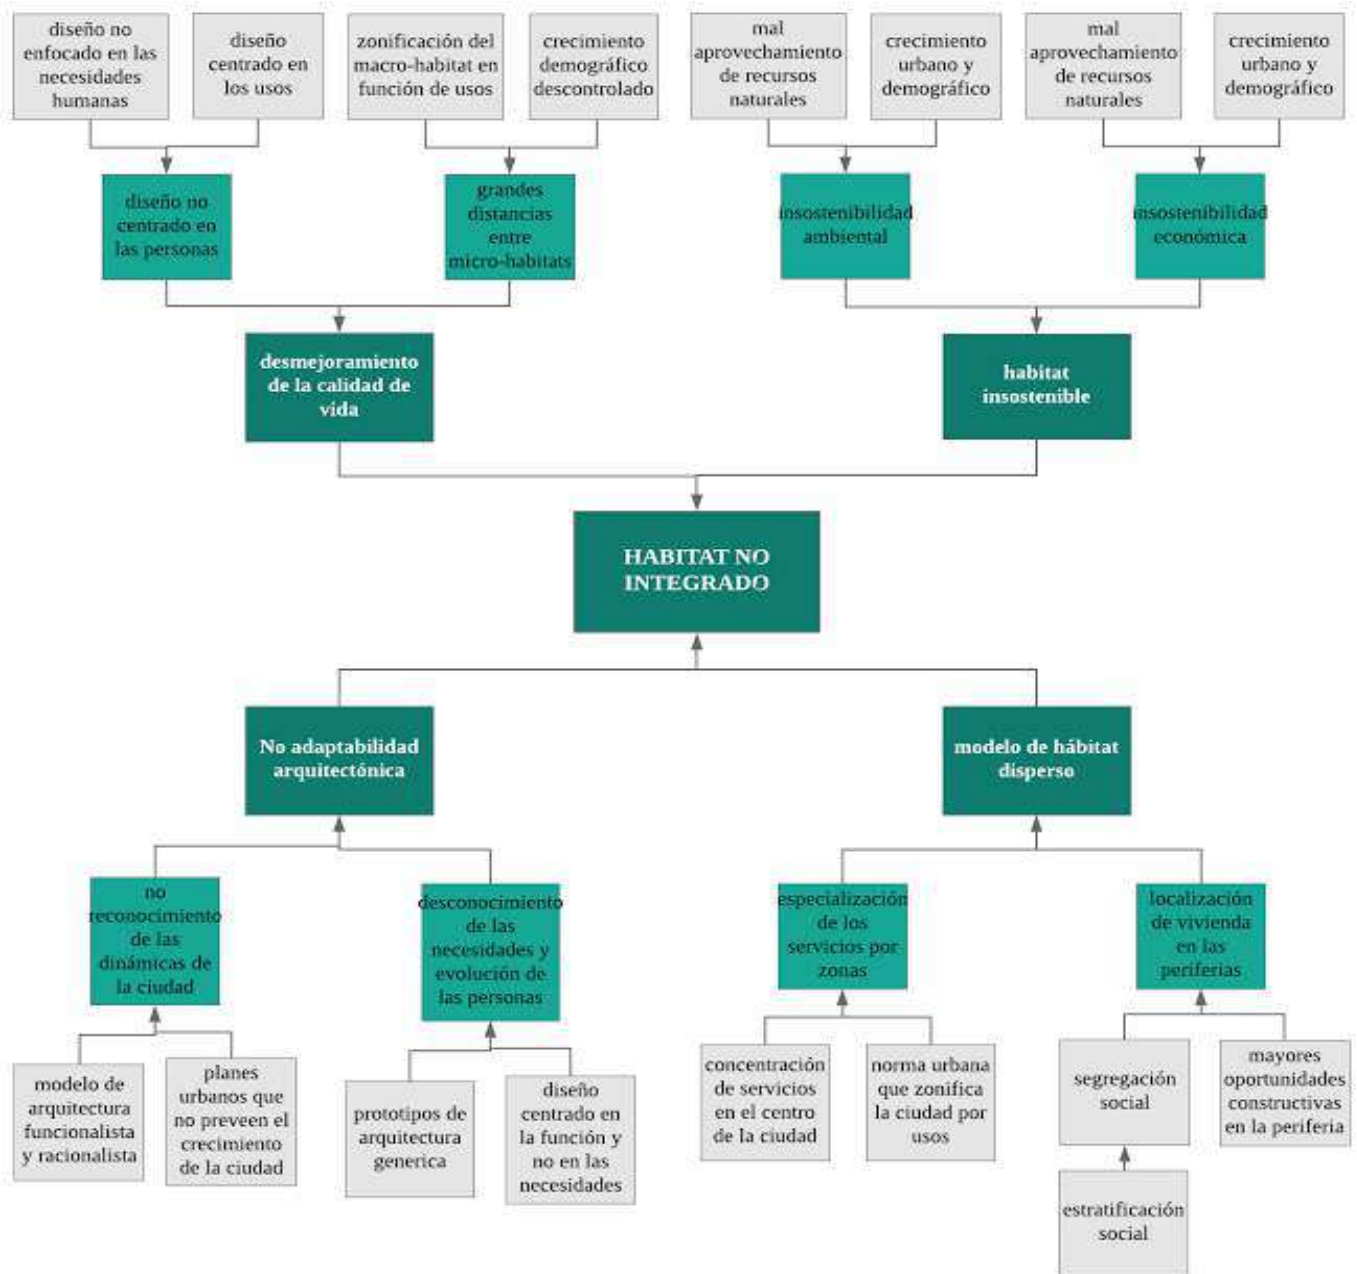 diseño no
enfocado en las
necesidades
humanas
diseño
centrado en
los usos
zonificación del
macro-habitat en
función de usos
crecimiento
demográfico
descontrolado
mal
aprovechamiento
de recursos
naturales
crecimiento
urbano y
demográfico
mal
aprovechamiento
de recursos
naturales
crecimiento
urbano y
demográfico
diseño no
centrado en
las personas
grandes
distancias
entre
micro-habitats
insostenibilidad
ambiental
insostenibilidad
económica
desmejoramiento
de la calidad de
vida
habitat
insostenible
HABITAT NO
INTEGRADO
No adaptabilidad
arquitectónica
modelo de hábitat
disperso
no
reconocimiento
de las
dinámicas de
la ciudad
desconocimiento
de las
necesidades y
evolución de
las personas
especialización
de los
servicios por
zonas
localización
de vivienda
en las
periferias
modelo de
arquitectura
funcionalista
y racionalista
planes
urbanos que
no preveen el
crecimiento
de la ciudad
prototipos de
arquitectura
generica
diseño
centrado en
la función y
no en las
necesidades
concentración
de servicios
en el centro
de la ciudad
norma urbana
que zonifica
la ciudad por
usos
segregación
social
mayores
oportunidades
constructivas
en la periferia
estratificación
social